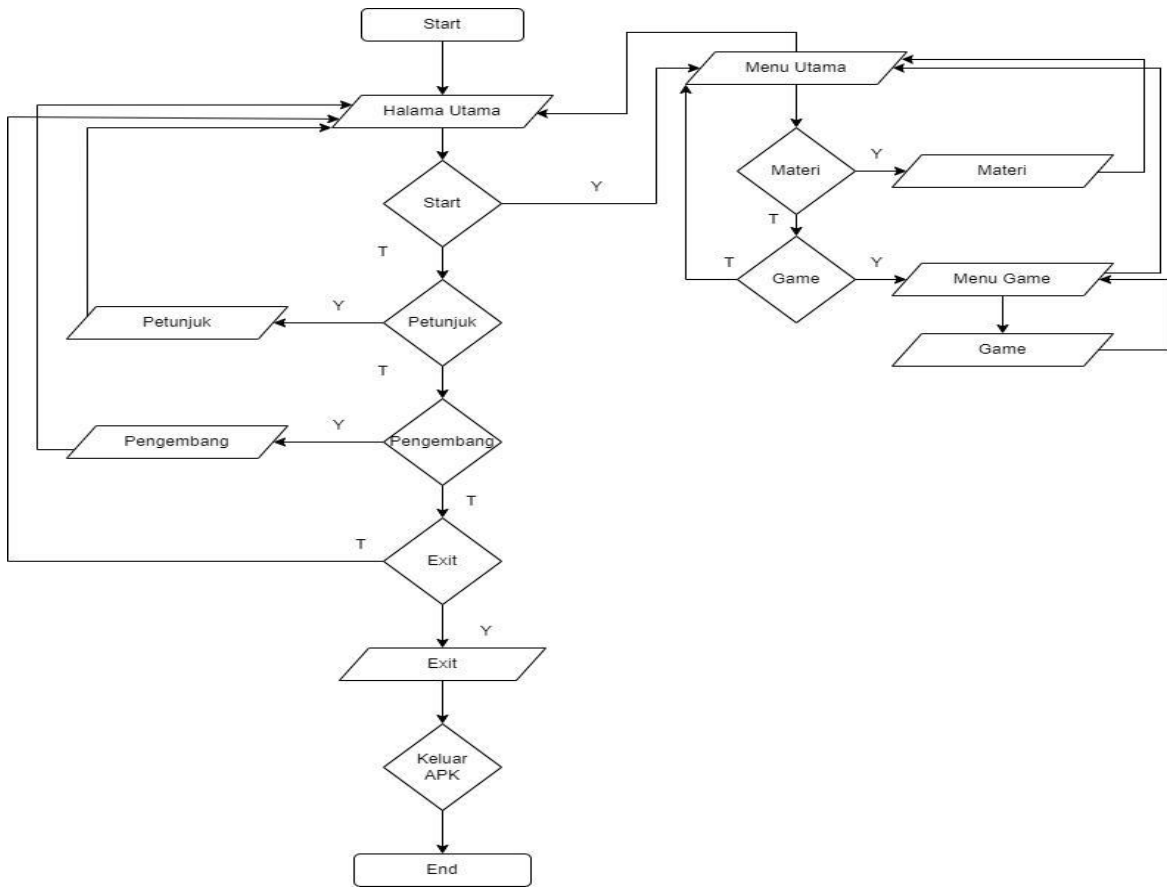 Start
Halama Utama
Start
Y
T
Petunjuk
Y
Petunjuk
T
Pengembang
Y
Pengembang
T
Exit
T
Y
Exit
Keluar
APK
End
Menu Utama
Materi
Y
Materi
T
Game
T
Y
Menu Game
Game